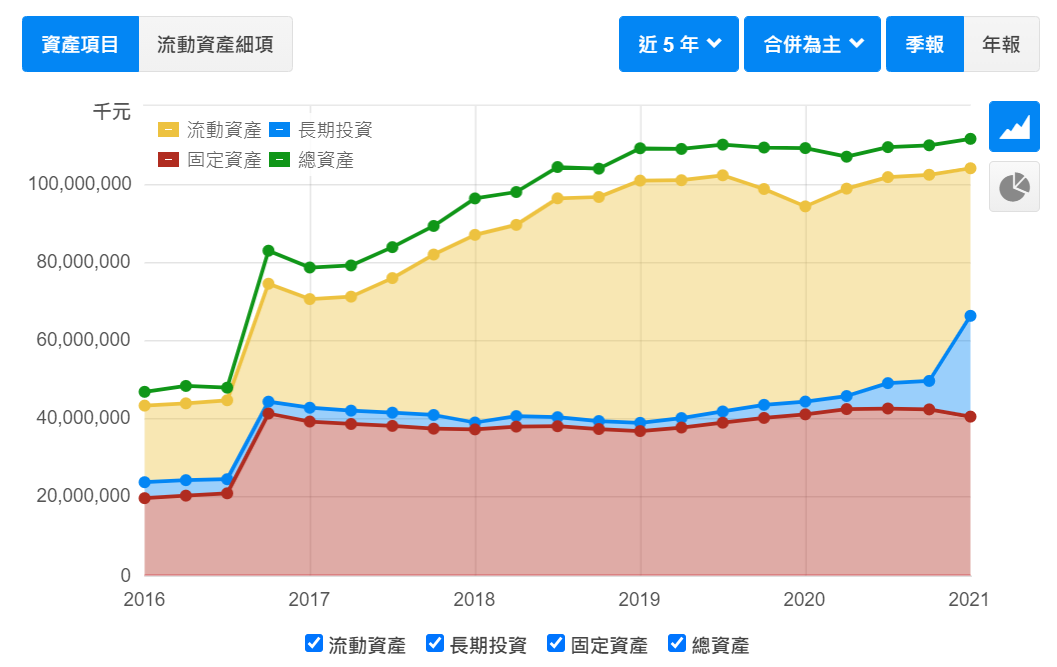 資產項目 流動資產細項 近 5 年 合併為主 季報 年報
千元
流動資產 長期投資
固定資產 總資產
100,000,000
80,000,000
60,000,000
40,000,000
20,000,000
0
2016 2017 2018 2019 2020 2021
流動資產 長期投資 固定資產 總資產